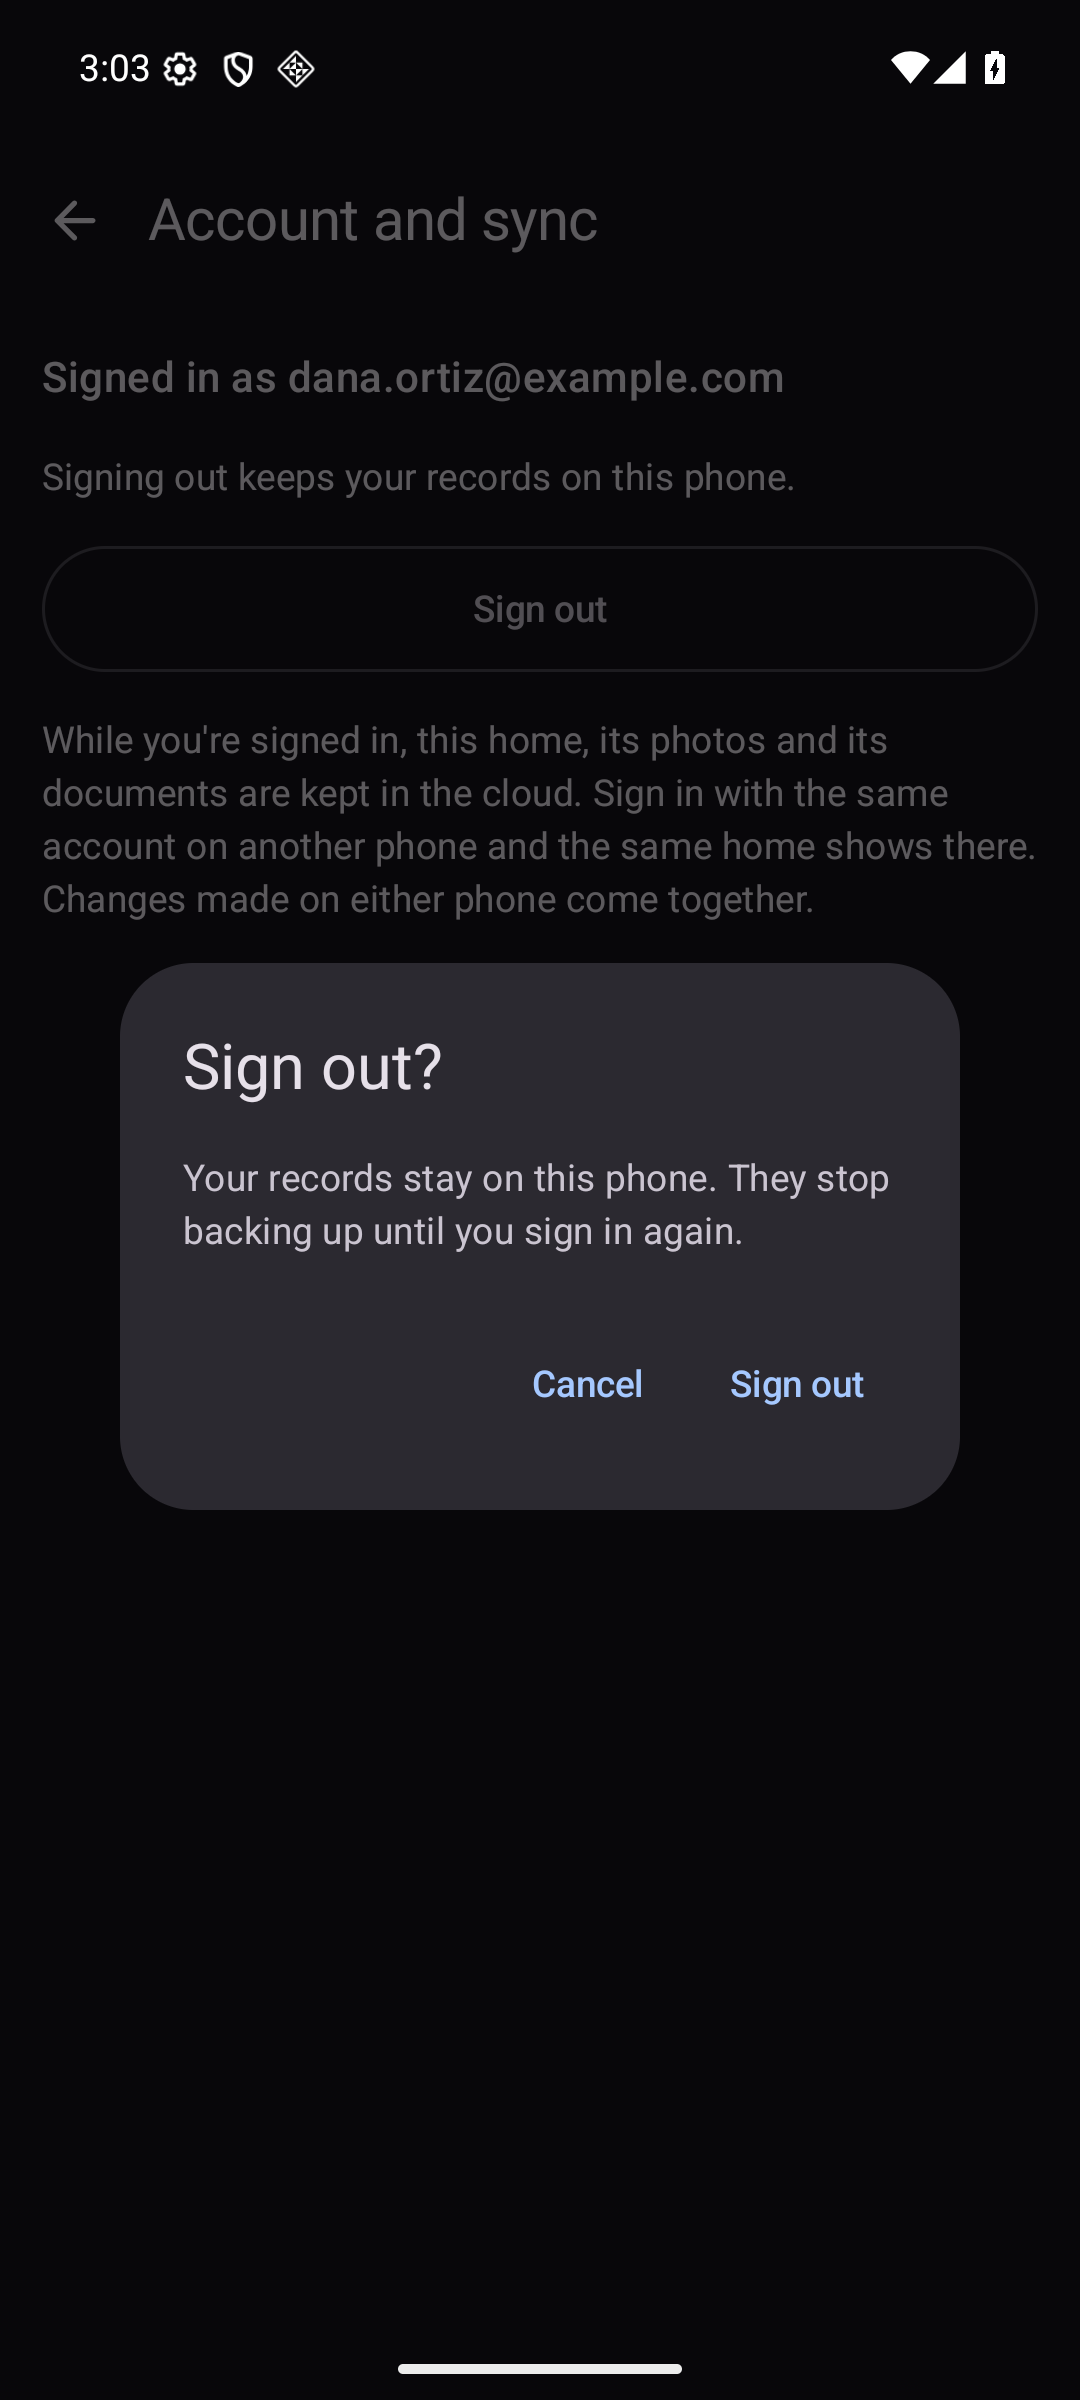 3:03
Account and sync
Signed in as dana.ortiz@example.com
Signing out keeps your records on this phone.
Sign out
While you're signed in, this home, its photos and its
documents are kept in the cloud. Sign in with the same
account on another phone and the same home shows there.
Changes made on either phone come together.
Sign out?
Your records stay on this phone. They stop
backing up until you sign in again.
Cancel
Sign out